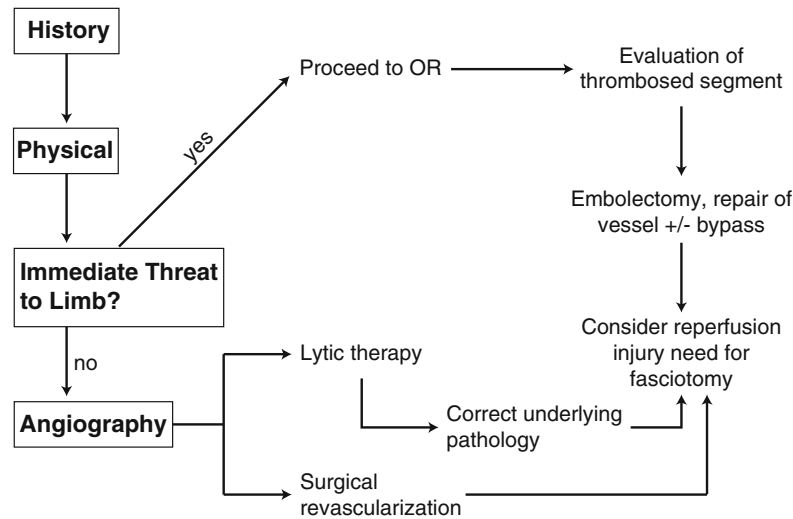 History
Physical
Immediate Threat
to Limb?
yes
Proceed to OR
Evaluation of
thrombosed segment
Embolectomy, repair of
vessel +/- bypass
Consider reperfusion
injury need for
fasciotomy
no
Angiography
Lytic therapy
Correct underlying
pathology
Surgical
revascularization